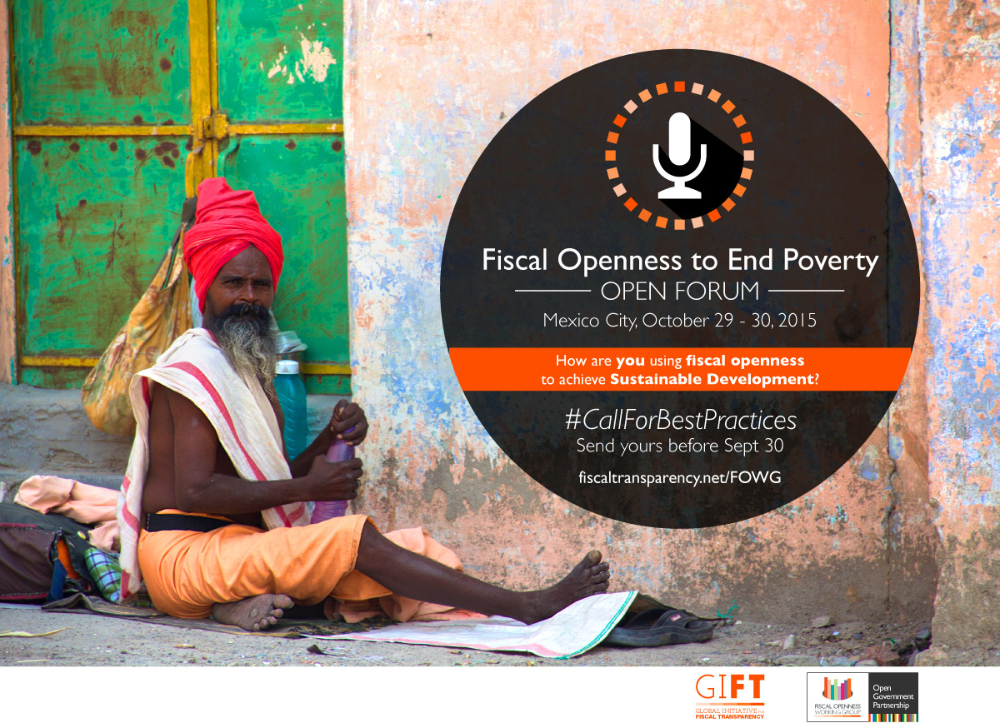 Fiscal Openness to End Poverty
OPEN FORUM
Mexico City, October 29 - 30, 2015
How are you using fiscal openness
to achieve Sustainable Development?
#CallForBestPractices
Send yours before Sept 30
fiscaltransparency.net/FOWG
GIFT
GLOBAL INITIATIVE FOR
FISCAL TRANSPARENCY
FISCAL OPENNESS
WORKING GROUP
Open
Government
Partnership